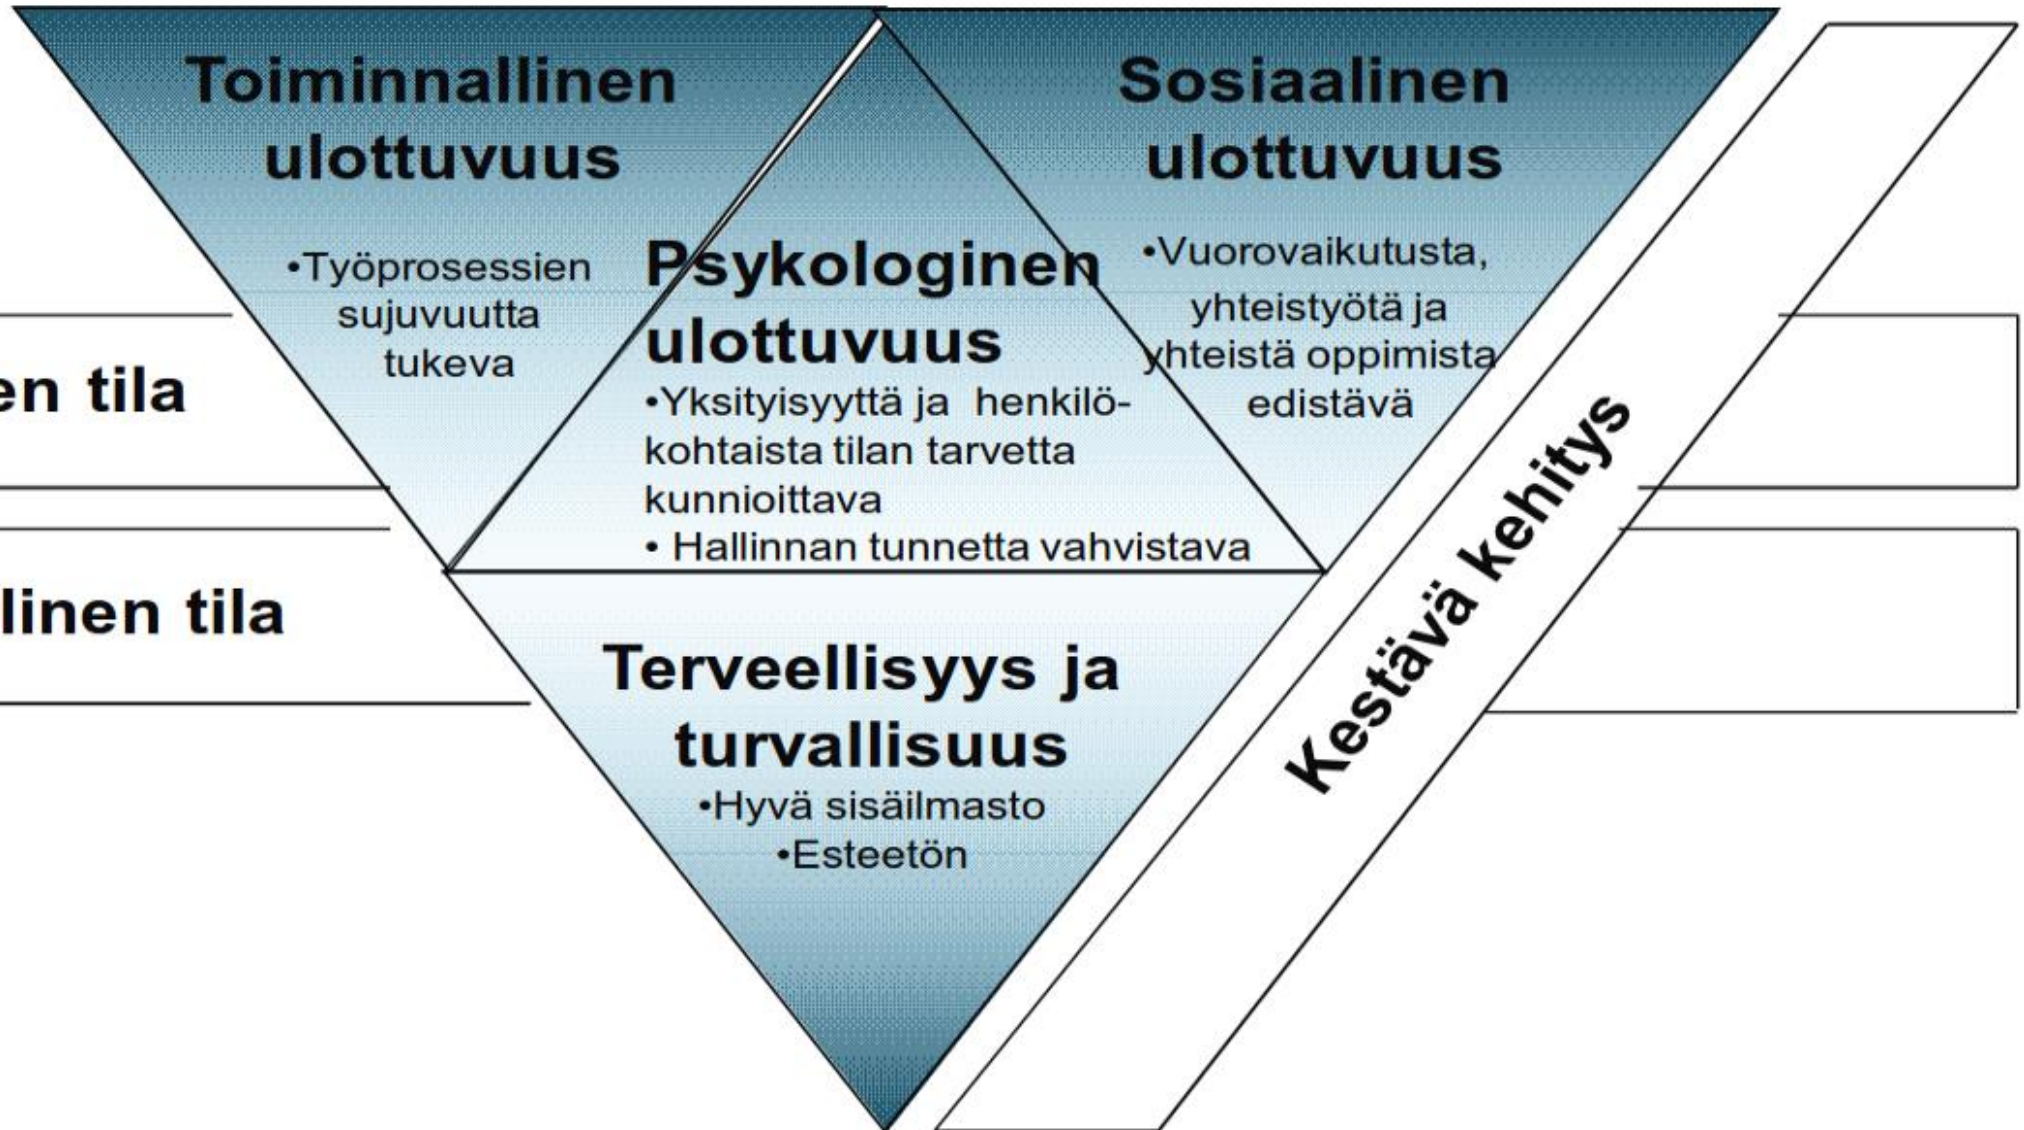 Toiminnallinen
ulottuvuus
•Työprosessien
sujuvuutta
tukeva
Sosiaalinen
ulottuvuus
•Vuorovaikutusta,
yhteistyötä ja
yhteistä oppimista
edistävä
Psykologinen
ulottuvuus
•Yksityisyyttä ja henkilö-
kohtaista tilan tarvetta
kunnioittava
• Hallinnan tunnetta vahvistava
en tila
linen tila
Terveellisyys ja
turvallisuus
•Hyvä sisäilmasto
•Esteetön
Kestävä kehitys